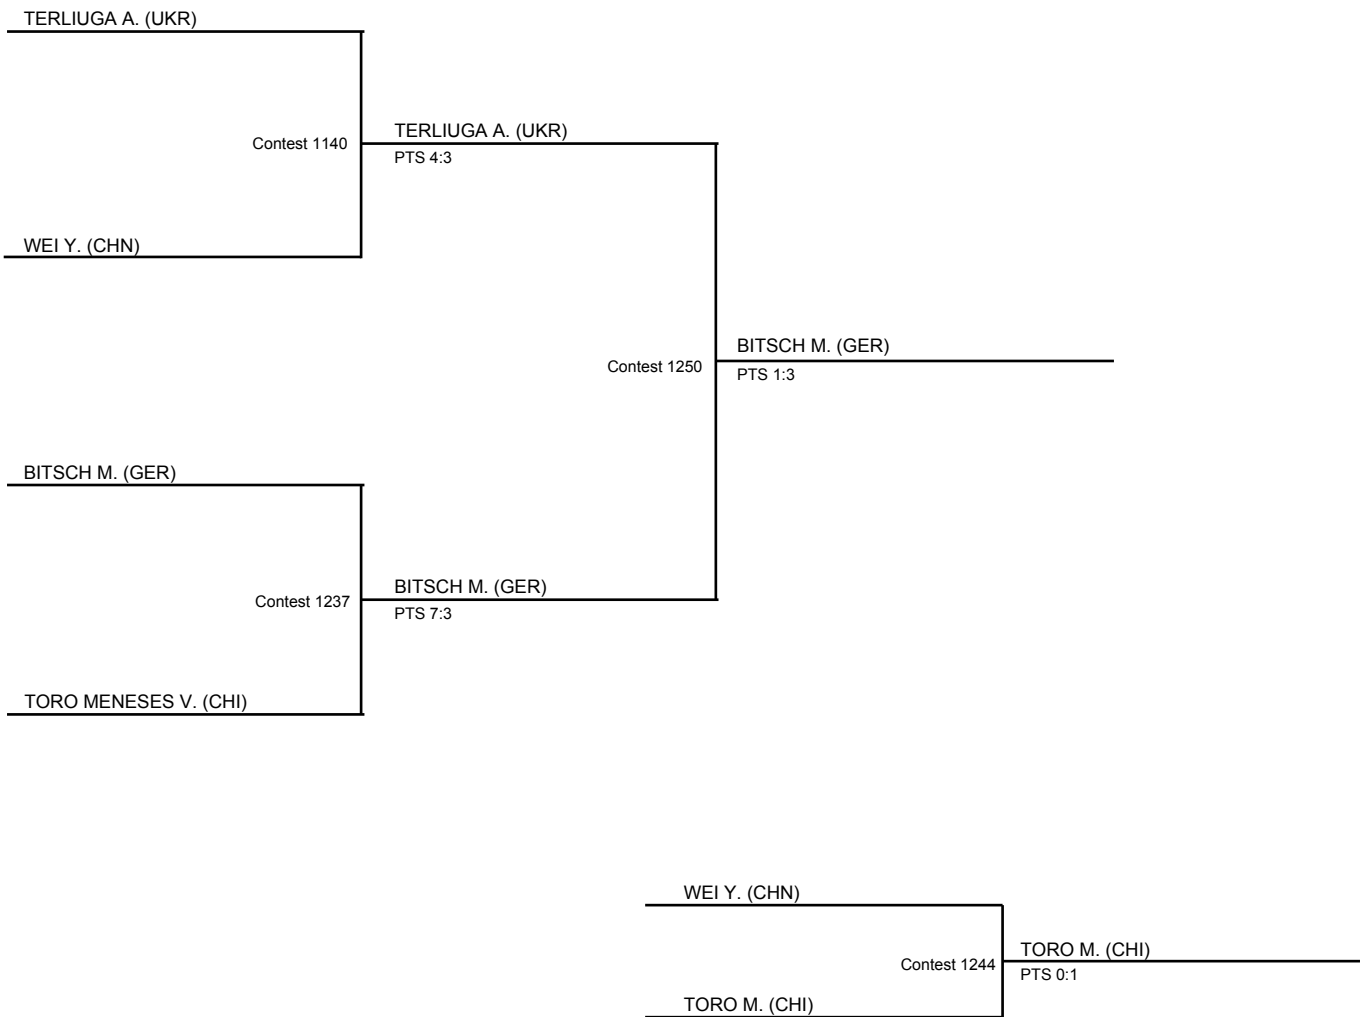 TERLIUGA A. (UKR)
Contest 1140
TERLIUGA A. (UKR)
PTS 4:3
WEI Y. (CHN)
Contest 1250
BITSCH M. (GER)
PTS 1:3
BITSCH M. (GER)
Contest 1237
BITSCH M. (GER)
PTS 7:3
TORO MENESES V. (CHI)
WEI Y. (CHN)
Contest 1244
TORO M. (CHI)
PTS 0:1
TORO M. (CHI)